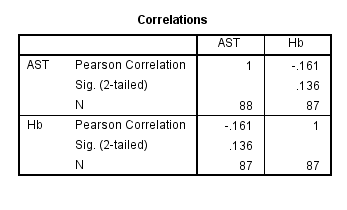 Correlations
AST Hb
AST Pearson Correlation 1 -.161
Sig. (2-tailed) .136
N 88 87
Hb Pearson Correlation -.161 1
Sig. (2-tailed) .136
N 87 87